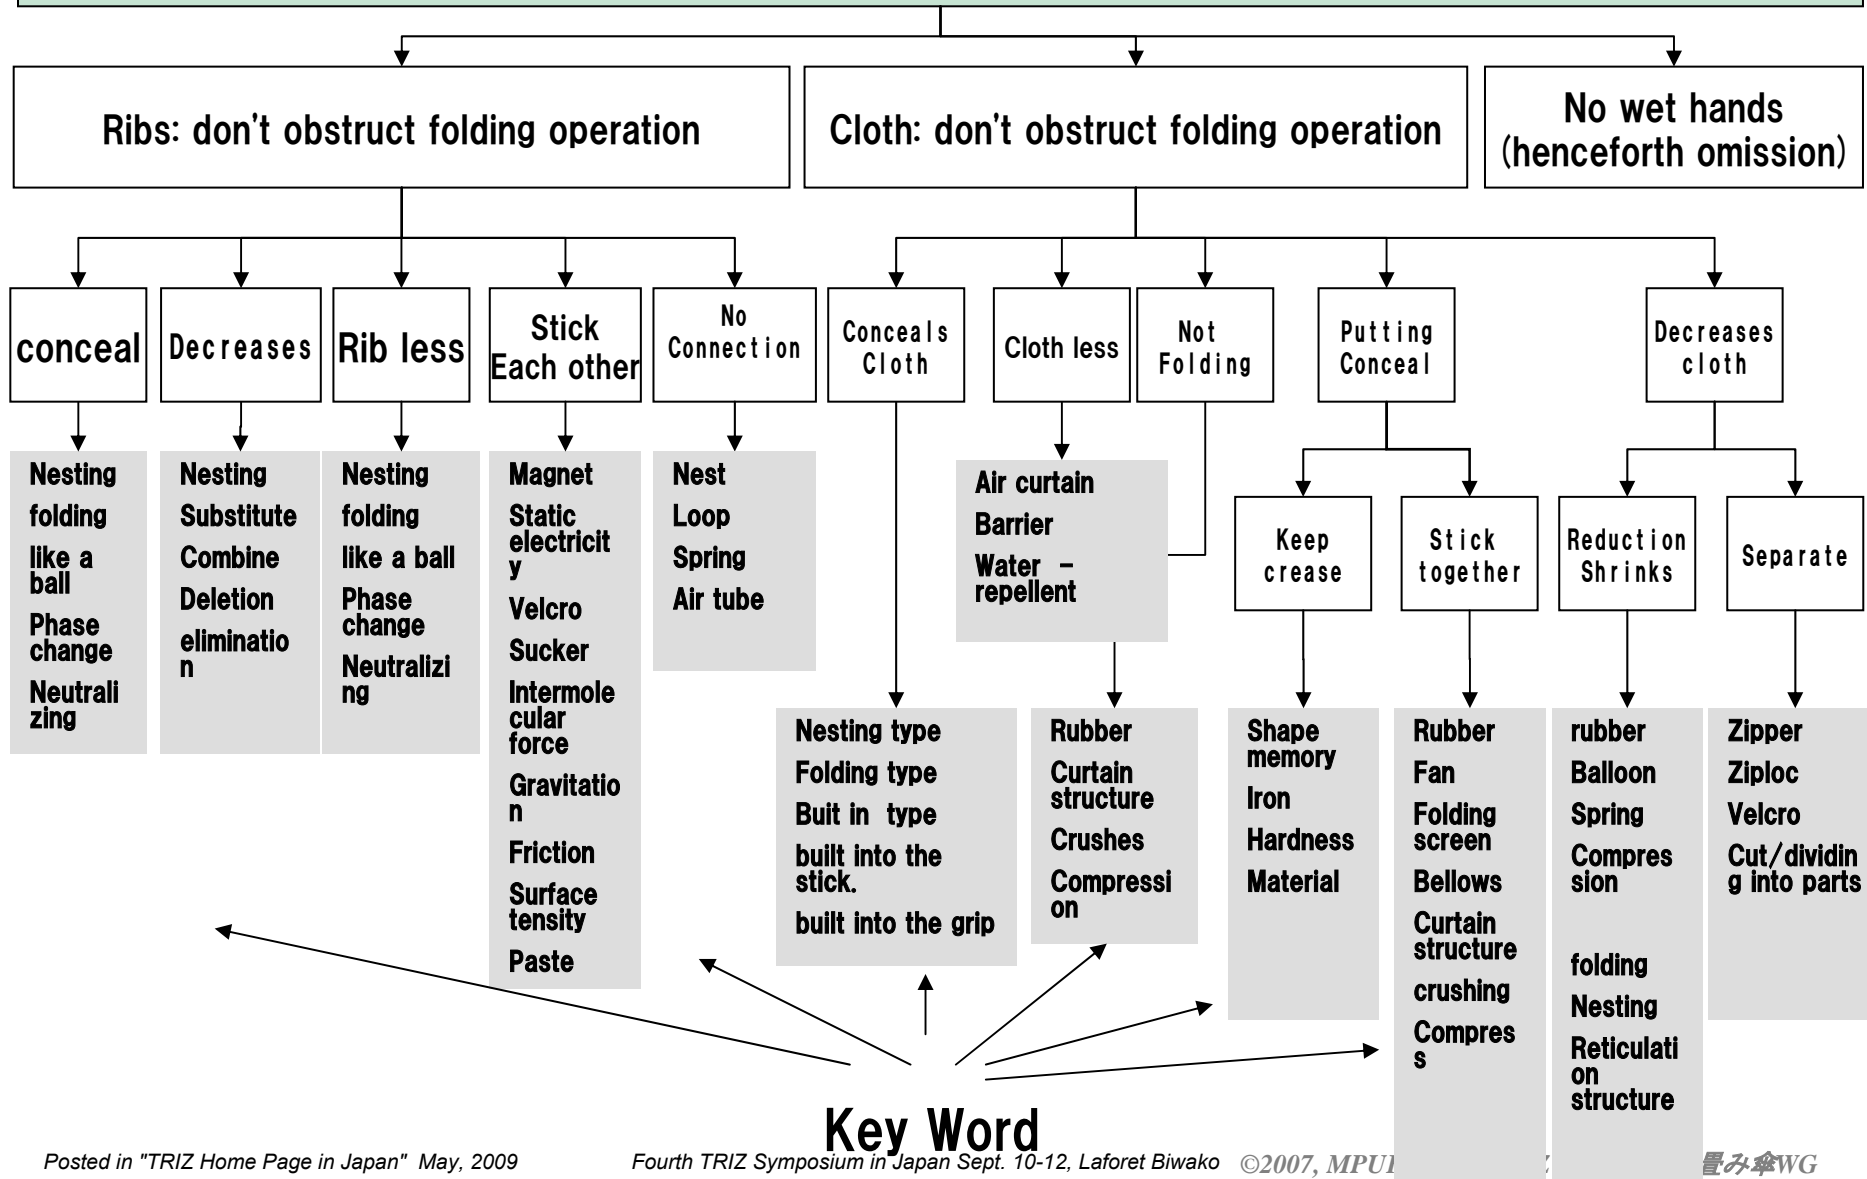 Ribs: don't obstruct folding operation
Cloth: don't obstruct folding operation
No wet hands
(henceforth omission)
conceal
Decreases
Rib less
Stick
Each other
No
Connection
Conceals
Cloth
Cloth less
Not
Folding
Putting
Conceal
Decreases
cloth
Nesting
folding
like a
ball
Phase
change
Neutrali
zing
Nesting
Substitute
Combine
Deletion
eliminatio
n
Nesting
folding
like a ball
Phase
change
Neutralizi
ng
Magnet
Static
electricit
y
Velcro
Sucker
Intermole
cular
force
Gravitatio
n
Friction
Surface
tensity
Paste
Nest
Loop
Spring
Air tube
Air curtain
Barrier
Water －
repellent
Keep
crease
Stick
together
Reduction
Shrinks
Separate
Nesting type
Folding type
Buit in  type
built into the
stick.
built into the grip
Rubber
Curtain
structure
Crushes
Compressi
on
Shape
memory
Iron
Hardness
Material
Rubber
Fan
Folding
screen
Bellows
Curtain
structure
crushing
Compres
s
rubber
Balloon
Spring
Compres
sion
folding
Nesting
Reticulati
on
structure
Zipper
Ziploc
Velcro
Cut/dividin
g into parts
Key Word
Posted in "TRIZ Home Page in Japan"  May, 2009
Fourth TRIZ Symposium in Japan Sept. 10-12, Laforet Biwako
©2007, 畳み傘WG